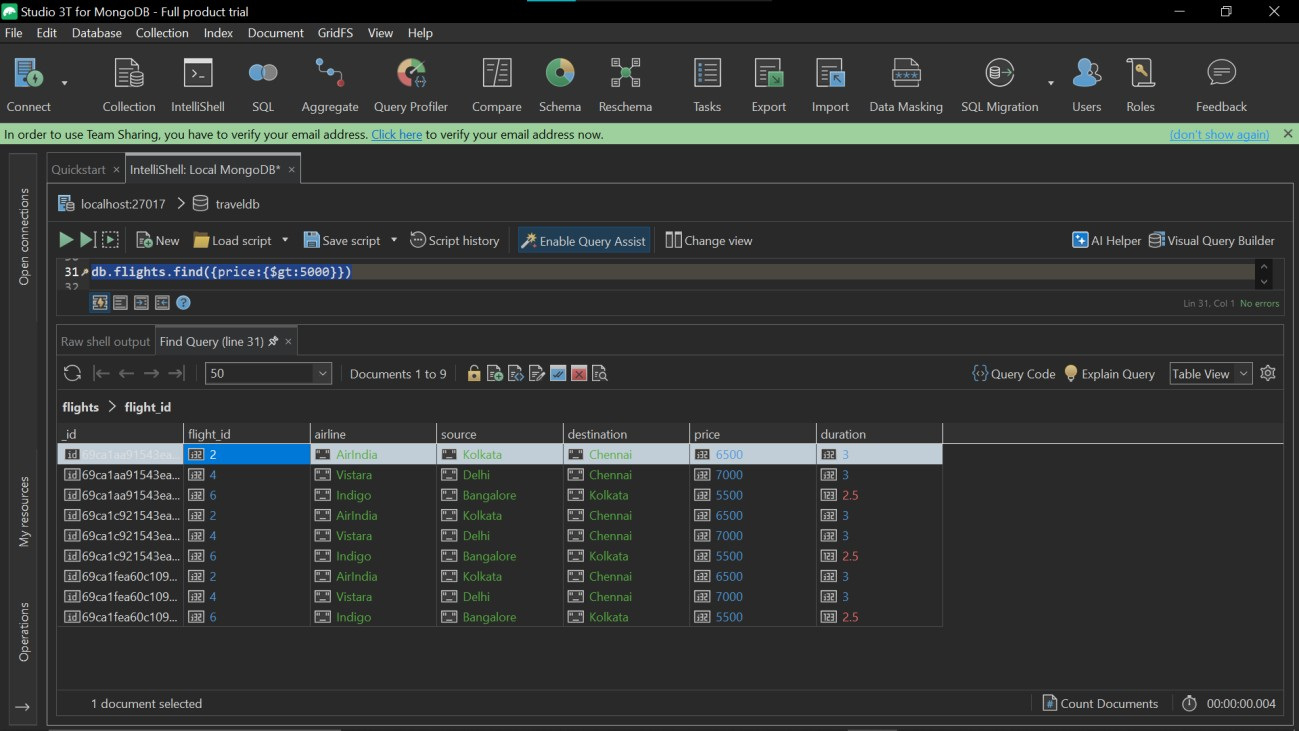 Studio 3T for MongoDB - Full product trial
File Edit Database Collection Index Document GridFS View Help
Connect Collection IntelliShell SQL Aggregate Query Profiler Compare Schema Reschema Tasks Export Import Data Masking SQL Migration Users Roles Feedback
In order to use Team Sharing, you have to verify your email address. Click here to verify your email address now. (don't show again)
Open connections
My resources
Operations
Quickstart IntelliShell: Local MongoDB*
localhost:27017 traveldb
New Load script Save script Script history Enable Query Assist Change view AI Helper Visual Query Builder
31 db.flights.find({price:{$gt:5000}})
32
Lin 31, Col 1 No errors
Raw shell output Find Query (line 31)
50 Documents 1 to 9 Query Code Explain Query Table View
flights > flight_id
_id flight_id airline source destination price duration
69ca1aa91543ea... 2 AirIndia Kolkata Chennai 6500 3
69ca1aa91543ea... 4 Vistara Delhi Chennai 7000 3
69ca1aa91543ea... 6 Indigo Bangalore Kolkata 5500 2.5
69ca1c921543ea... 2 AirIndia Kolkata Chennai 6500 3
69ca1c921543ea... 4 Vistara Delhi Chennai 7000 3
69ca1c921543ea... 6 Indigo Bangalore Kolkata 5500 2.5
69ca1fea60c109... 2 AirIndia Kolkata Chennai 6500 3
69ca1fea60c109... 4 Vistara Delhi Chennai 7000 3
69ca1fea60c109... 6 Indigo Bangalore Kolkata 5500 2.5
1 document selected Count Documents 00:00:00.004